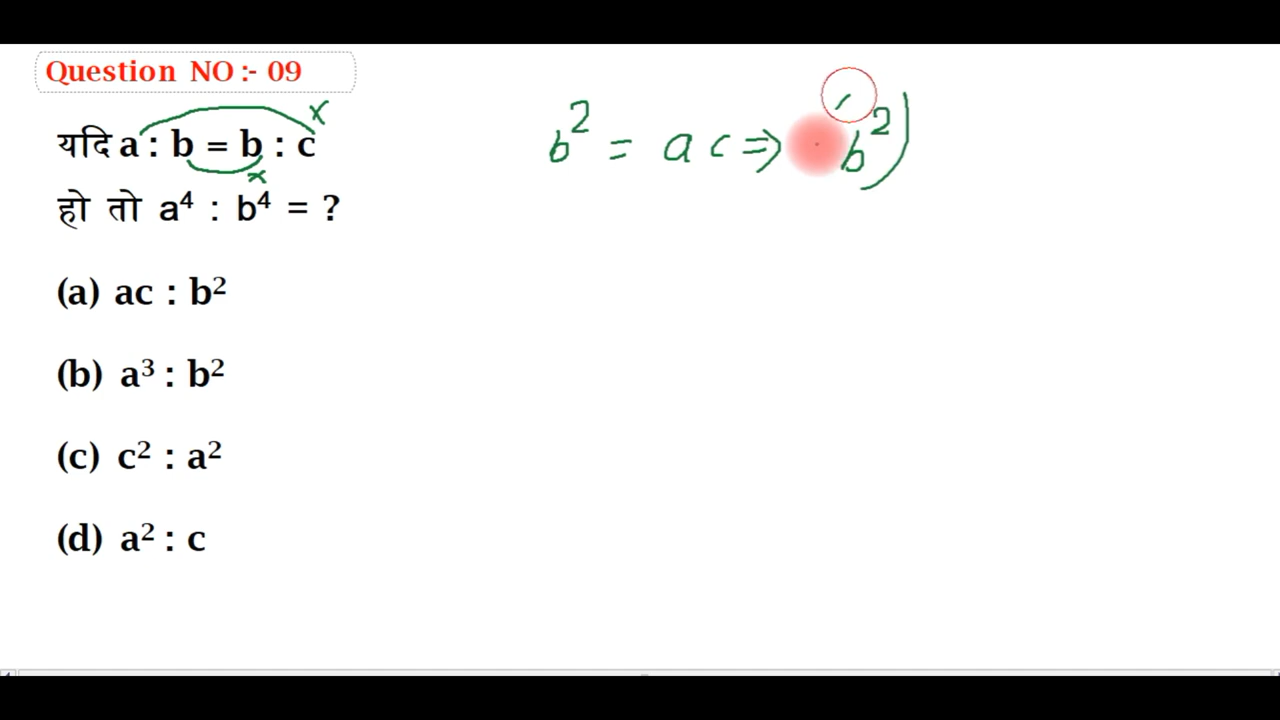 Question NO :- 09
यदि a : b = b : c
हो तो a⁴ : b⁴ = ?
(a) ac : b²
(b) a³ : b²
(c) c² : a²
(d) a² : c
b² = ac ⇒ b²)